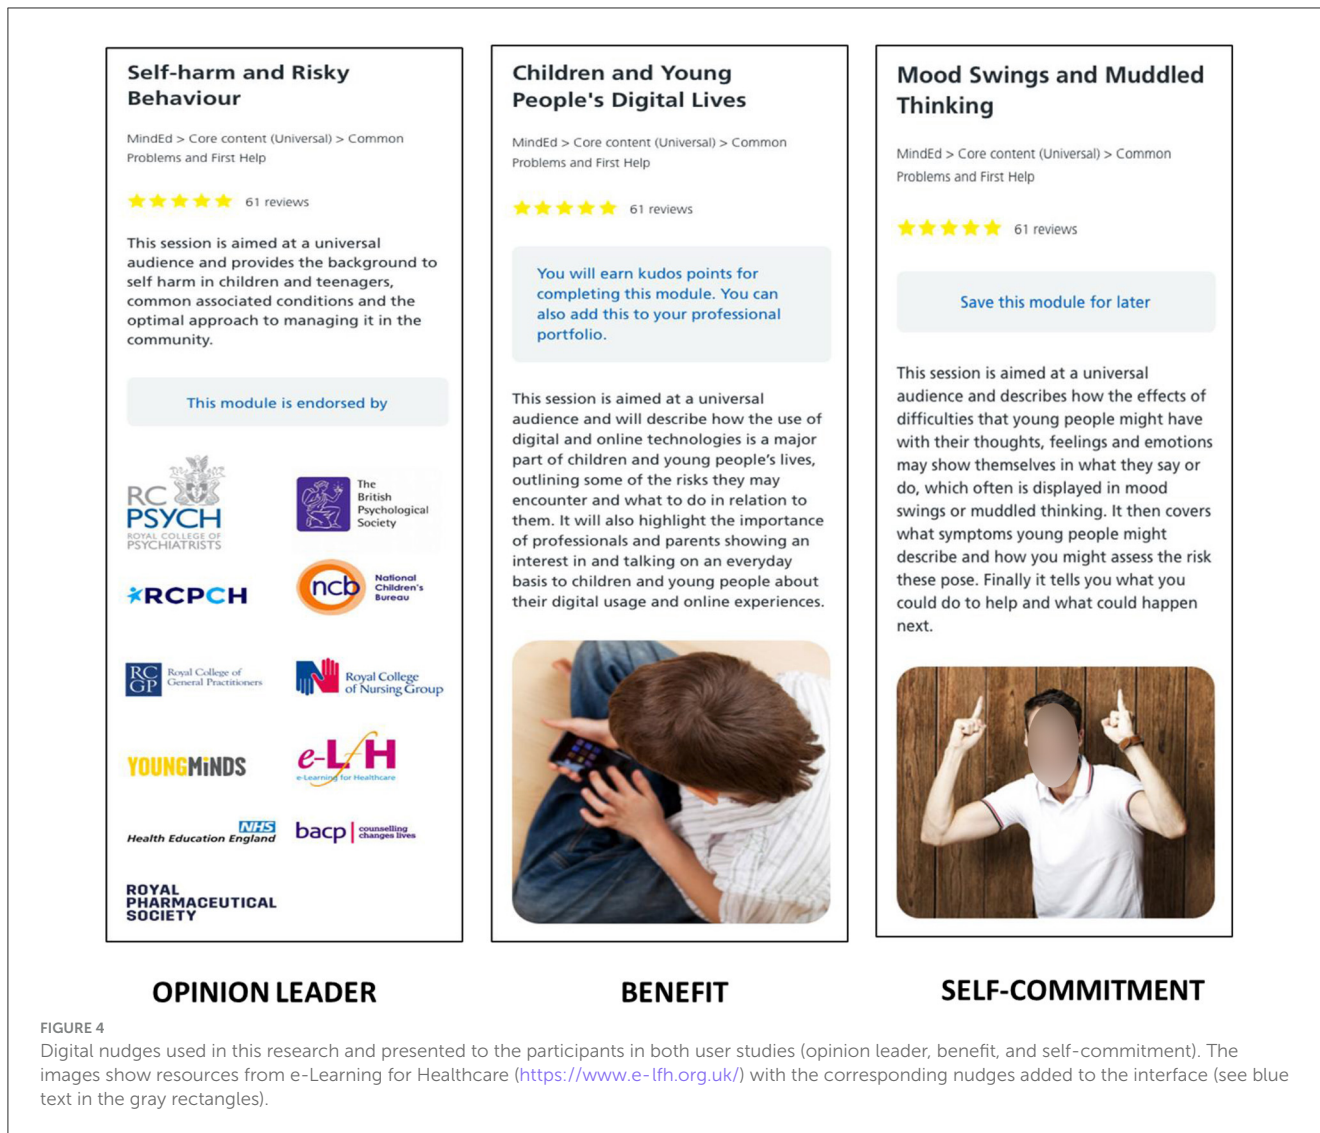 Self-harm and Risky
Behaviour
MindEd > Core content (Universal) > Common
Problems and First Help
61 reviews
This session is aimed at a universal
audience and provides the background to
self harm in children and teenagers,
common associated conditions and the
optimal approach to managing it in the
community.
This module is endorsed by
RC
PSYCH
ROYAL COLLEGE OF
PSYCHIATRISTS
The
British
Psychological
Society
RCPCH
ncb
National
Children's
Bureau
RC
GP
Royal College of
General Practitioners
Royal College
of Nursing Group
YOUNGMiNDS
e-LfH
e-Learning for Healthcare
NHS
Health Education England
bacp
counselling
changes lives
ROYAL
PHARMACEUTICAL
SOCIETY
OPINION LEADER
Children and Young
People's Digital Lives
MindEd > Core content (Universal) > Common
Problems and First Help
61 reviews
You will earn kudos points for
completing this module. You can
also add this to your professional
portfolio.
This session is aimed at a universal
audience and will describe how the use of
digital and online technologies is a major
part of children and young people's lives,
outlining some of the risks they may
encounter and what to do in relation to
them. It will also highlight the importance
of professionals and parents showing an
interest in and talking on an everyday
basis to children and young people about
their digital usage and online experiences.
BENEFIT
Mood Swings and Muddled
Thinking
MindEd > Core content (Universal) > Common
Problems and First Help
61 reviews
Save this module for later
This session is aimed at a universal
audience and describes how the effects of
difficulties that young people might have
with their thoughts, feelings and emotions
may show themselves in what they say or
do, which often is displayed in mood
swings or muddled thinking. It then covers
what symptoms young people might
describe and how you might assess the risk
these pose. Finally it tells you what you
could do to help and what could happen
next.
SELF-COMMITMENT
FIGURE 4
Digital nudges used in this research and presented to the participants in both user studies (opinion leader, benefit, and self-commitment). The
images show resources from e-Learning for Healthcare (https://www.e-lfh.org.uk/) with the corresponding nudges added to the interface (see blue
text in the gray rectangles).